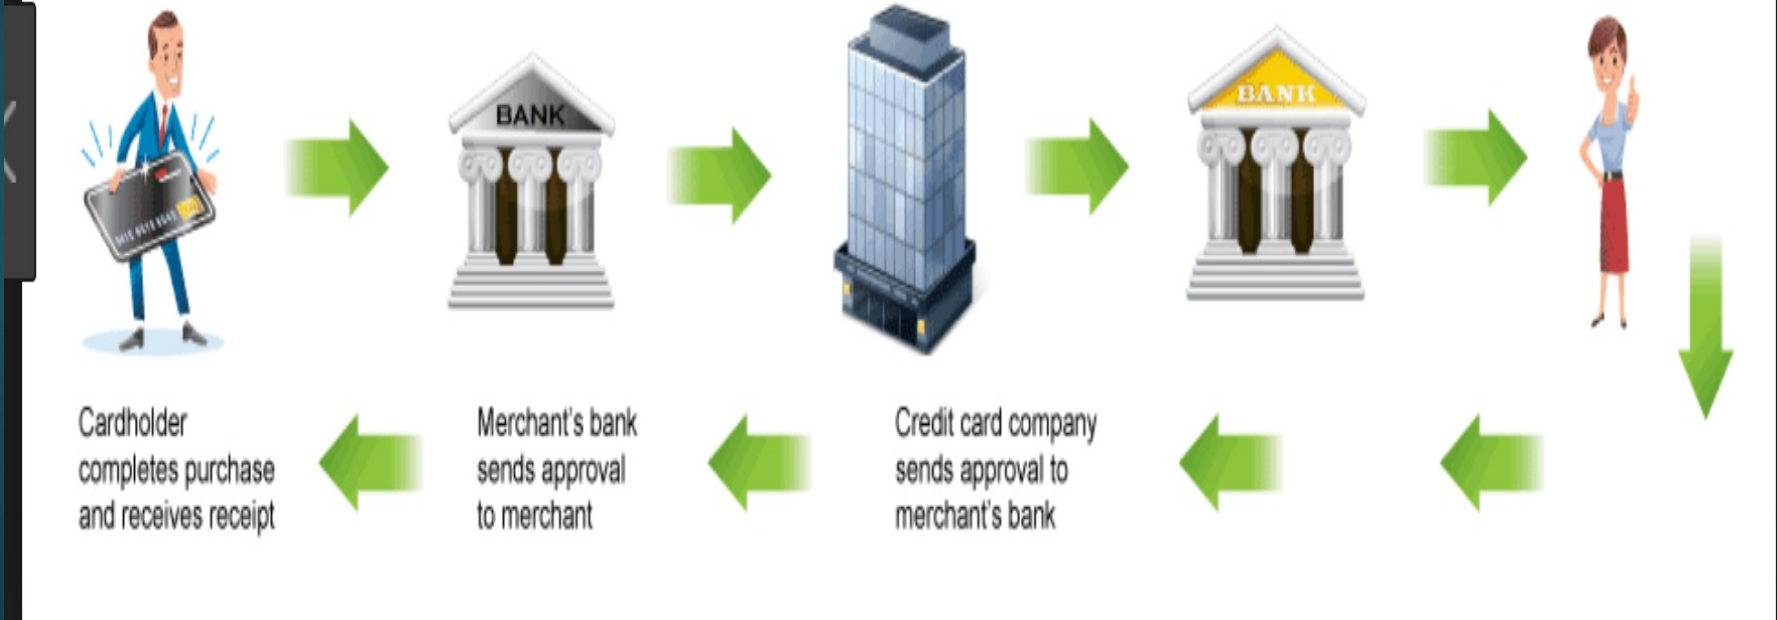 BANK
BANK
Cardholder
completes purchase
and receives receipt
Merchant's bank
sends approval
to merchant
Credit card company
sends approval to
merchant's bank